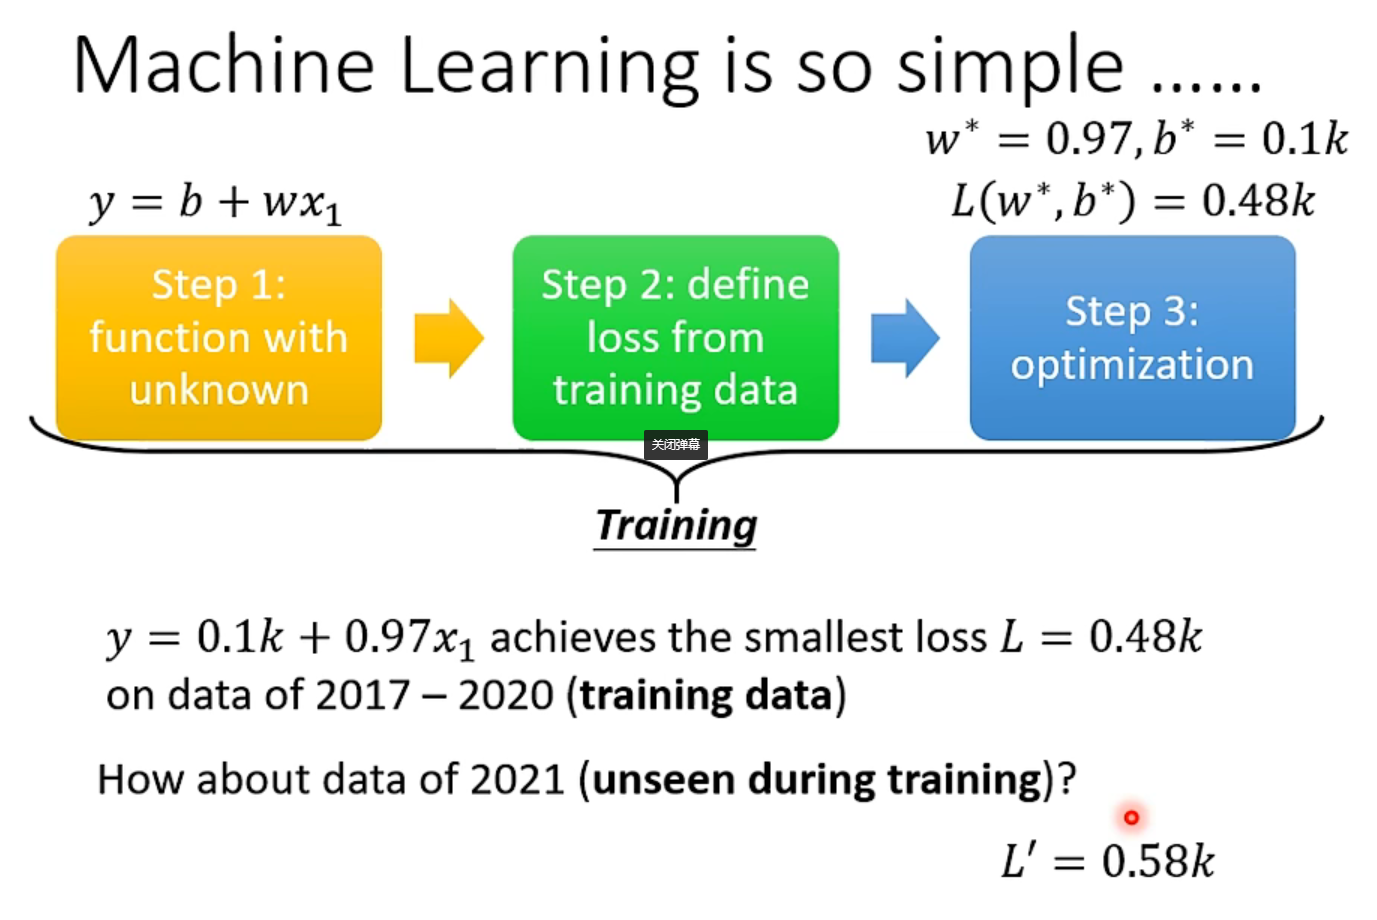 Machine Learning is so simple ……
w* = 0.97, b* = 0.1k
y = b + wx₁
L(w*, b*) = 0.48k
Step 1:
function with
unknown
Step 2: define
loss from
training data
Step 3:
optimization
关闭弹幕
Training
y = 0.1k + 0.97x₁ achieves the smallest loss L = 0.48k
on data of 2017 – 2020 (training data)
How about data of 2021 (unseen during training)?
L′ = 0.58k